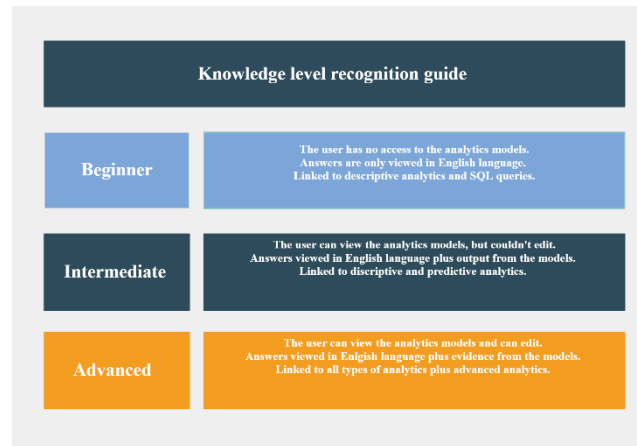 Knowledge level recognition guide
Beginner
The user has no access to the analytics models.
Answers are only viewed in English language.
Linked to descriptive analytics and SQL queries.
Intermediate
The user can view the analytics models, but couldn't edit.
Answers viewed in English language plus output from the models.
Linked to discriptive and predictive analytics.
Advanced
The user can view the analytics models and can edit.
Answers viewed in Enlgish language plus evidence from the models.
Linked to all types of analytics plus advanced analytics.